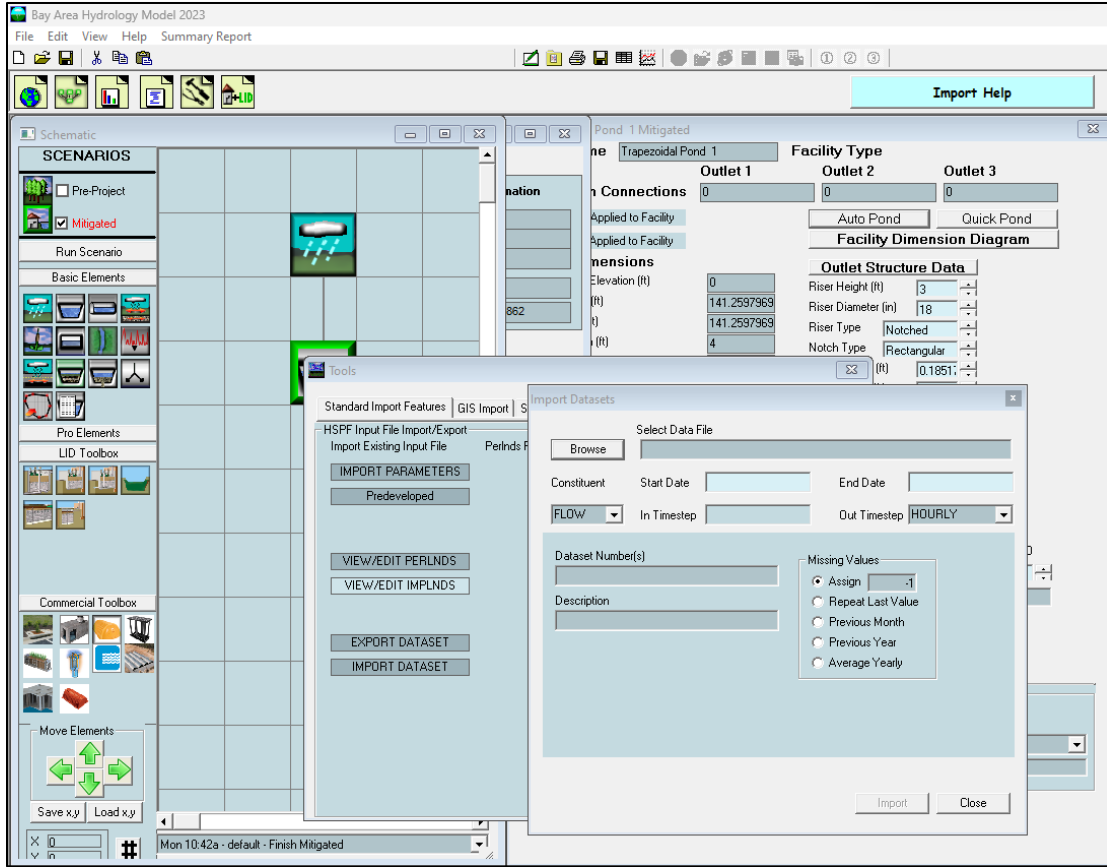 Bay Area Hydrology Model 2023
File Edit View Help Summary Report
Import Help
Schematic
SCENARIOS
Pre-Project
Mitigated
Run Scenario
Basic Elements
Pro Elements
LID Toolbox
Commercial Toolbox
Move Elements
Save x,y Load x,y
X 0
Y 0
#
Mon 10:42a - default - Finish Mitigated
Pond 1 Mitigated
Trapezoidal Pond 1 Facility Type
Outlet 1 Outlet 2 Outlet 3
Connections 0 0 0
Applied to Facility Auto Pond Quick Pond
Applied to Facility Facility Dimension Diagram
Outlet Structure Data
Elevation (ft) 0 Riser Height (ft) 3
(ft) 141.2597969 Riser Diameter (in) 18
141.2597969 Riser Type Notched
(ft) 4 Notch Type Rectangular
(ft) 0.1851
862
Tools
Standard Import Features GIS Import
HSPF Input File Import/Export
Import Existing Input File Perlnds
IMPORT PARAMETERS
Predeveloped
VIEW/EDIT PERLNDS
VIEW/EDIT IMPLNDS
EXPORT DATASET
IMPORT DATASET
Import Datasets
Select Data File
Browse
Constituent Start Date End Date
FLOW In Timestep Out Timestep HOURLY
Dataset Number(s)
Description
Missing Values
Assign -1
Repeat Last Value
Previous Month
Previous Year
Average Yearly
Import Close